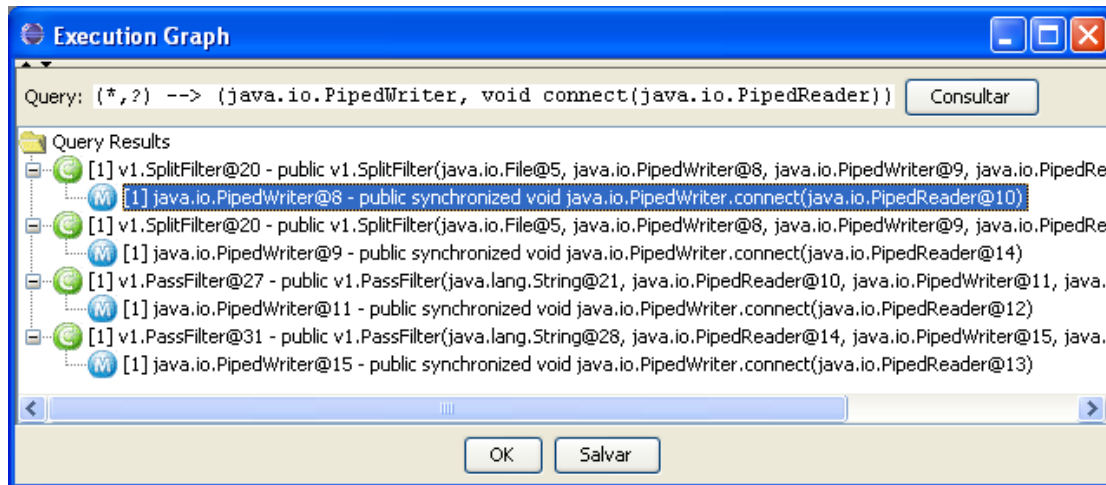 Execution Graph
Query: (*,?) --> (java.io.PipedWriter, void connect(java.io.PipedReader)) Consultar
Query Results
C [1] v1.SplitFilter@20 - public v1.SplitFilter(java.io.File@5, java.io.PipedWriter@8, java.io.PipedWriter@9, java.io.PipedRe
M [1] java.io.PipedWriter@8 - public synchronized void java.io.PipedWriter.connect(java.io.PipedReader@10)
C [1] v1.SplitFilter@20 - public v1.SplitFilter(java.io.File@5, java.io.PipedWriter@8, java.io.PipedWriter@9, java.io.PipedRe
M [1] java.io.PipedWriter@9 - public synchronized void java.io.PipedWriter.connect(java.io.PipedReader@14)
C [1] v1.PassFilter@27 - public v1.PassFilter(java.lang.String@21, java.io.PipedReader@10, java.io.PipedWriter@11, java.
M [1] java.io.PipedWriter@11 - public synchronized void java.io.PipedWriter.connect(java.io.PipedReader@12)
C [1] v1.PassFilter@31 - public v1.PassFilter(java.lang.String@28, java.io.PipedReader@14, java.io.PipedWriter@15, java.
M [1] java.io.PipedWriter@15 - public synchronized void java.io.PipedWriter.connect(java.io.PipedReader@13)
OK Salvar